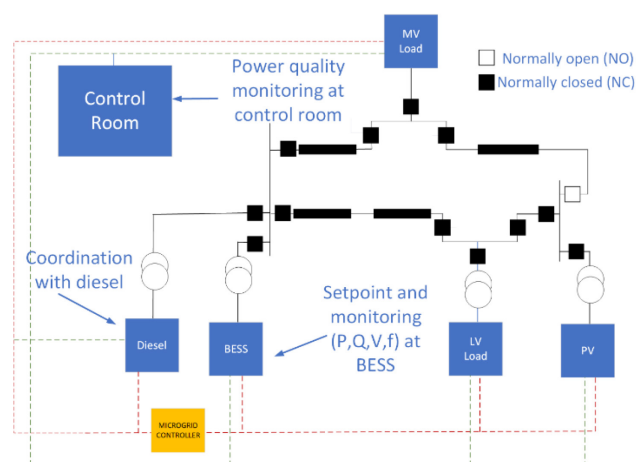 MV
Load
Normally open (NO)
Normally closed (NC)
Control
Room
Power quality
monitoring at
control room
Coordination
with diesel
Setpoint and
monitoring
(P,Q,V,f) at
BESS
Diesel
BESS
LV
Load
PV
MICROGRID
CONTROLLER